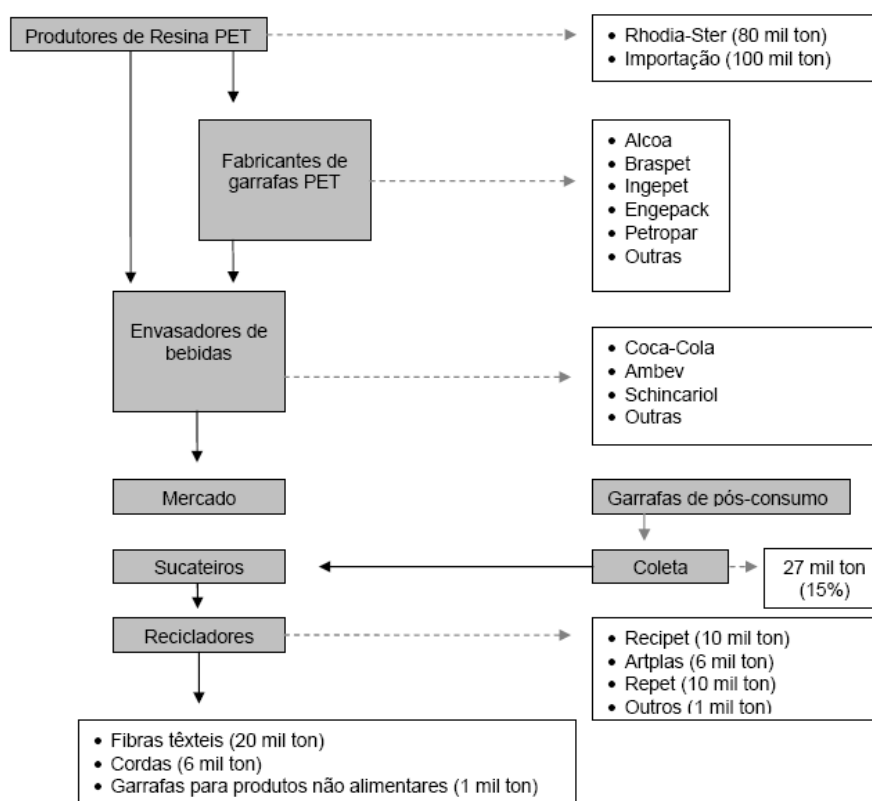 Produtores de Resina PET
• Rhodia-Ster (80 mil ton)
• Importação (100 mil ton)
Fabricantes de
garrafas PET
• Alcoa
• Braspet
• Ingepet
• Engepack
• Petropar
• Outras
Envasadores de
bebidas
• Coca-Cola
• Ambev
• Schincariol
• Outras
Mercado
Garrafas de pós-consumo
Sucateiros
Coleta
27 mil ton
(15%)
Recicladores
• Recipet (10 mil ton)
• Artplas (6 mil ton)
• Repet (10 mil ton)
• Outros (1 mil ton)
• Fibras têxteis (20 mil ton)
• Cordas (6 mil ton)
• Garrafas para produtos não alimentares (1 mil ton)